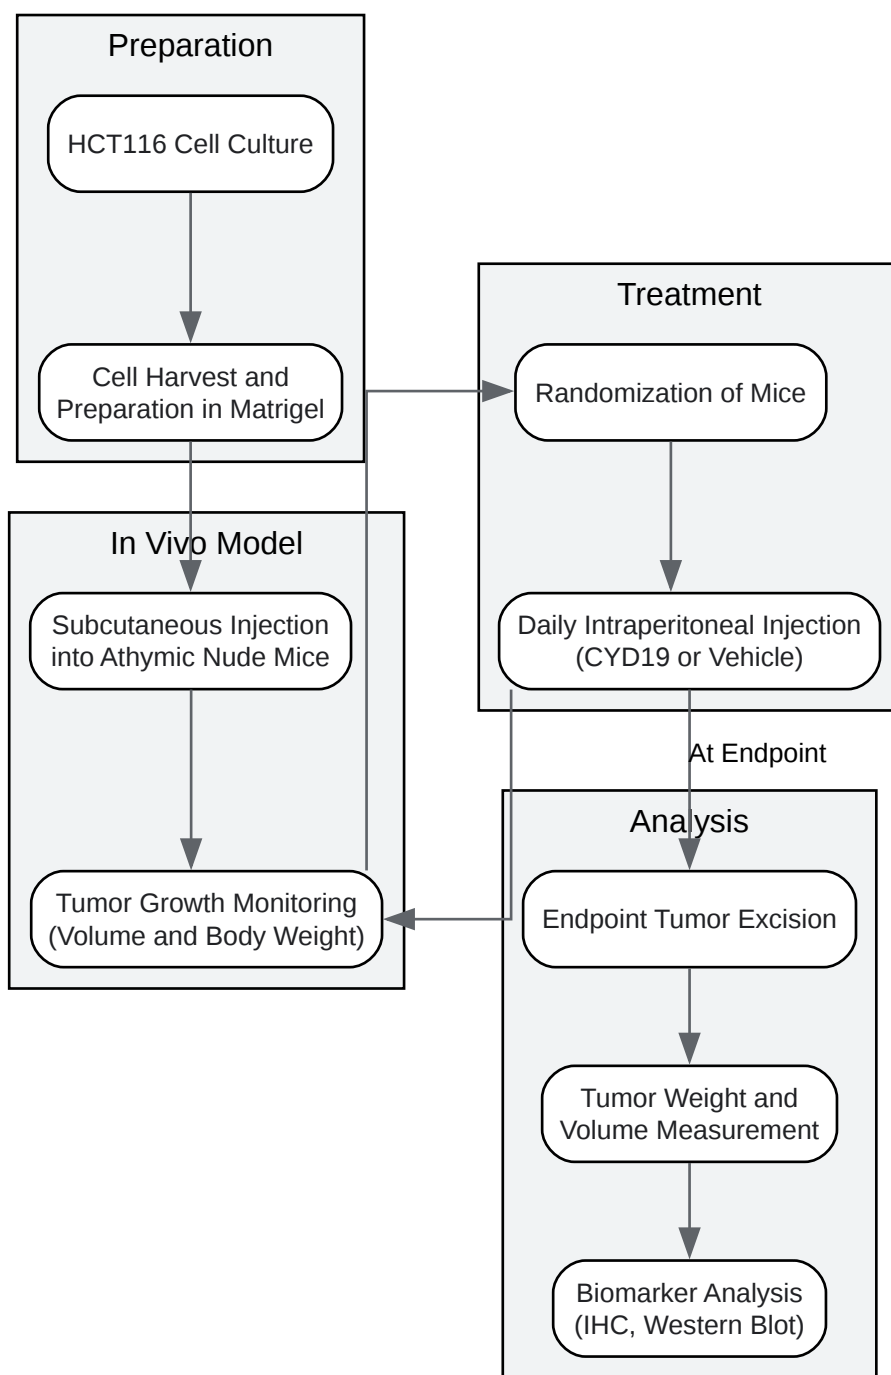 Preparation
HCT116 Cell Culture
Cell Harvest and
Preparation in Matrigel
In Vivo Model
Subcutaneous Injection
into Athymic Nude Mice
Tumor Growth Monitoring
(Volume and Body Weight)
Treatment
Randomization of Mice
Daily Intraperitoneal Injection
(CYD19 or Vehicle)
At Endpoint
Analysis
Endpoint Tumor Excision
Tumor Weight and
Volume Measurement
Biomarker Analysis
(IHC, Western Blot)